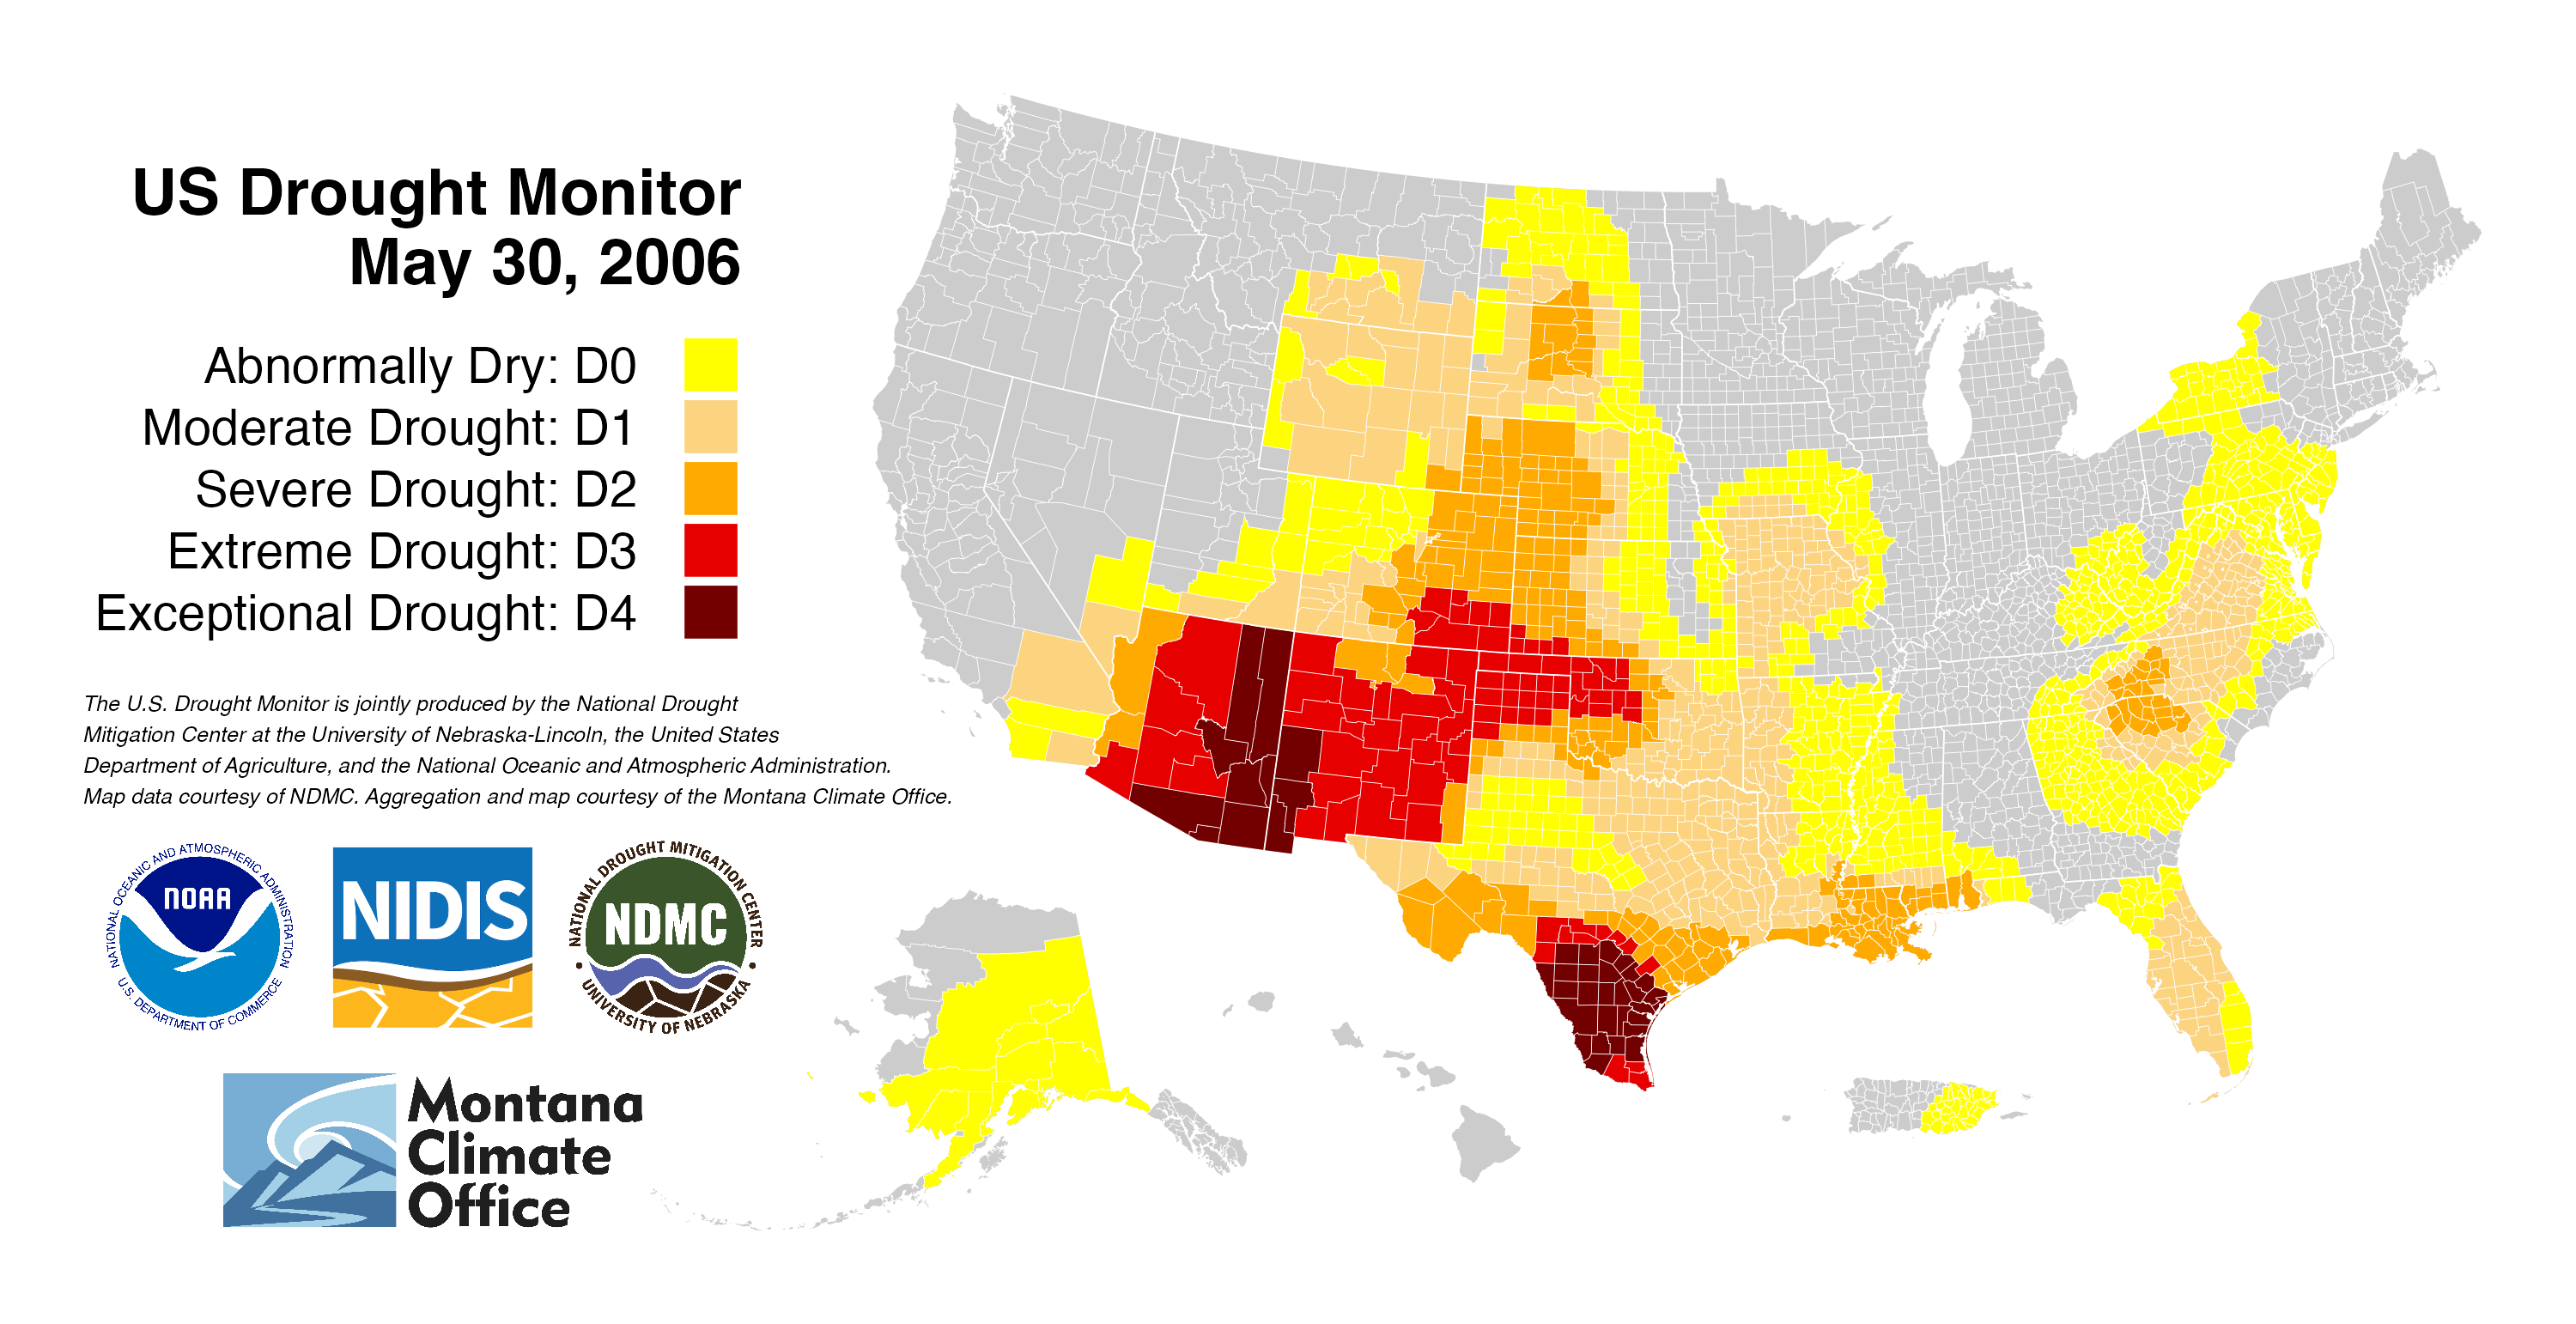 US Drought Monitor
May 30, 2006
Abnormally Dry: D0
Moderate Drought: D1
Severe Drought: D2
Extreme Drought: D3
Exceptional Drought: D4
The U.S. Drought Monitor is jointly produced by the National Drought
Mitigation Center at the University of Nebraska-Lincoln, the United States
Department of Agriculture, and the National Oceanic and Atmospheric Administration.
Map data courtesy of NDMC. Aggregation and map courtesy of the Montana Climate Office.
NATIONAL OCEANIC AND ATMOSPHERIC ADMINISTRATION
NOAA
U.S. DEPARTMENT OF COMMERCE
NIDIS
NATIONAL DROUGHT MITIGATION CENTER
NDMC
UNIVERSITY OF NEBRASKA
Montana
Climate
Office